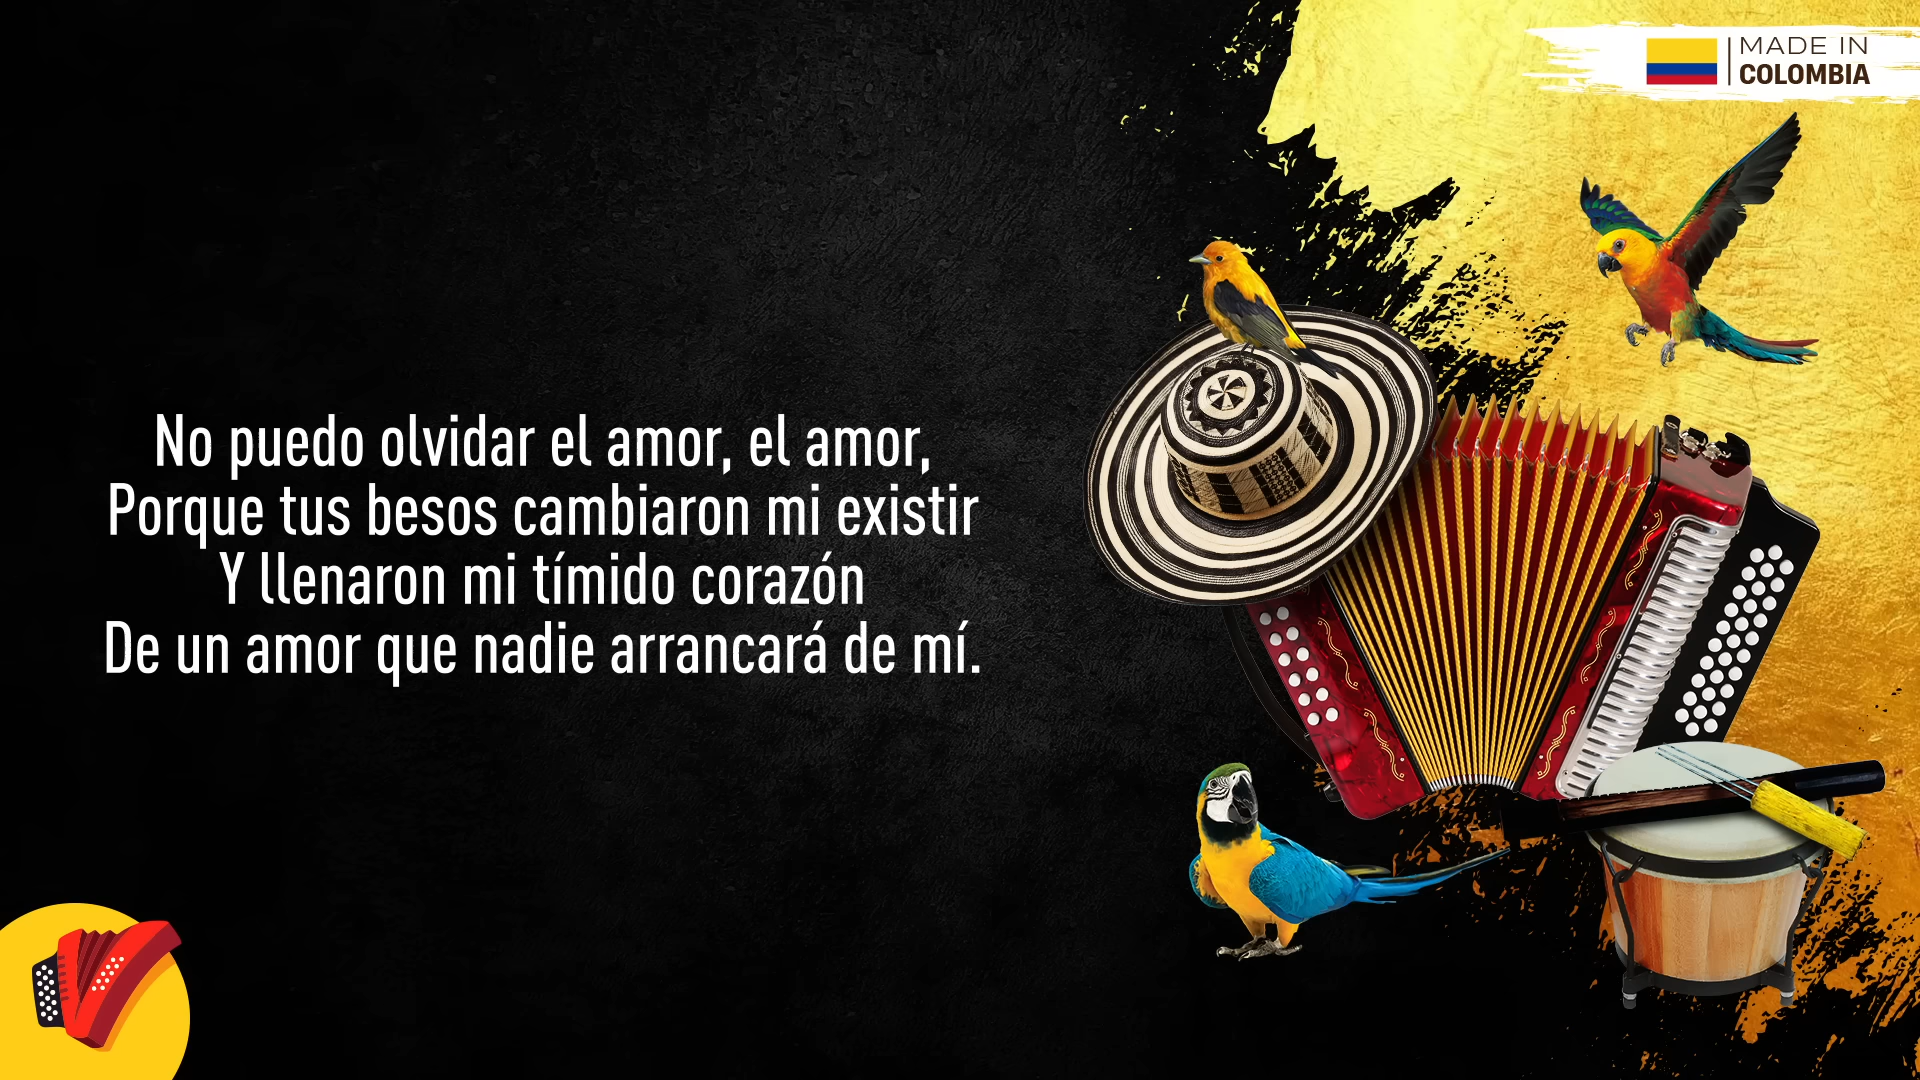 MADE IN
COLOMBIA
No puedo olvidar el amor, el amor,
Porque tus besos cambiaron mi existir
Y llenaron mi tímido corazón
De un amor que nadie arrancará de mí.